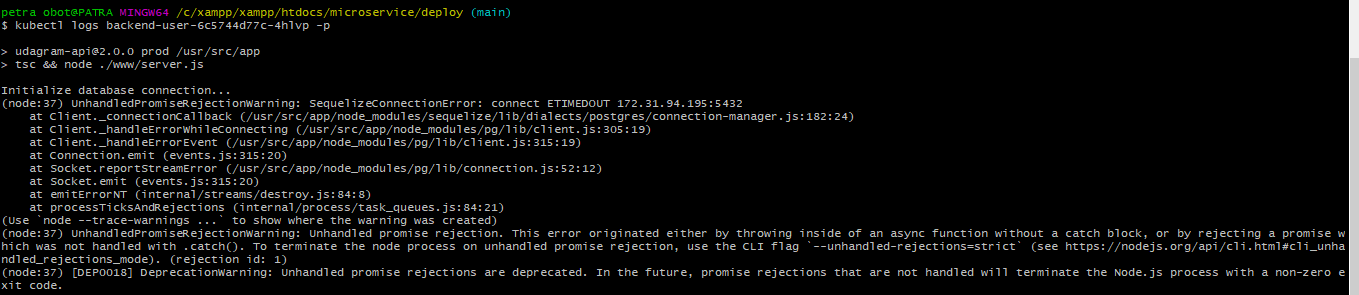 petra obot@PATRA MINGW64 /c/xampp/xampp/htdocs/microservice/deploy (main)
$ kubectl logs backend-user-6c5744d77c-4hlvp -p
> udagram-api@2.0.0 prod /usr/src/app
> tsc && node ./www/server.js
Initialize database connection...
(node:37) UnhandledPromiseRejectionWarning: SequelizeConnectionError: connect ETIMEDOUT 172.31.94.195:5432
    at Client._connectionCallback (/usr/src/app/node_modules/sequelize/lib/dialects/postgres/connection-manager.js:182:24)
    at Client._handleErrorWhileConnecting (/usr/src/app/node_modules/pg/lib/client.js:305:19)
    at Client._handleErrorEvent (/usr/src/app/node_modules/pg/lib/client.js:315:19)
    at Connection.emit (events.js:315:20)
    at Socket.reportStreamError (/usr/src/app/node_modules/pg/lib/connection.js:52:12)
    at Socket.emit (events.js:315:20)
    at emitErrorNT (internal/streams/destroy.js:84:8)
    at processTicksAndRejections (internal/process/task_queues.js:84:21)
(Use `node --trace-warnings ...` to show where the warning was created)
(node:37) UnhandledPromiseRejectionWarning: Unhandled promise rejection. This error originated either by throwing inside of an async function without a catch block, or by rejecting a promise w
hich was not handled with .catch(). To terminate the node process on unhandled promise rejection, use the CLI flag `--unhandled-rejections=strict` (see https://nodejs.org/api/cli.html#cli_unha
ndled_rejections_mode). (rejection id: 1)
(node:37) [DEP0018] DeprecationWarning: Unhandled promise rejections are deprecated. In the future, promise rejections that are not handled will terminate the Node.js process with a non-zero e
xit code.